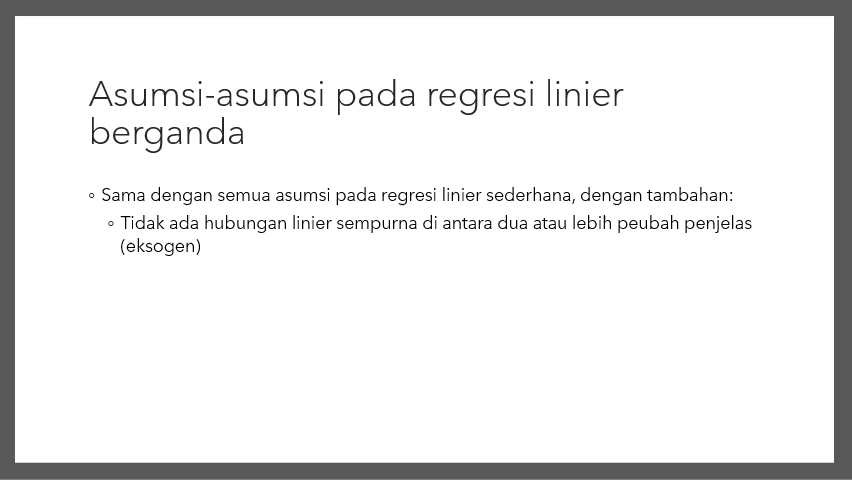 Asumsi-asumsi pada regresi linier
berganda
◦ Sama dengan semua asumsi pada regresi linier sederhana, dengan tambahan:
◦ Tidak ada hubungan linier sempurna di antara dua atau lebih peubah penjelas
(eksogen)